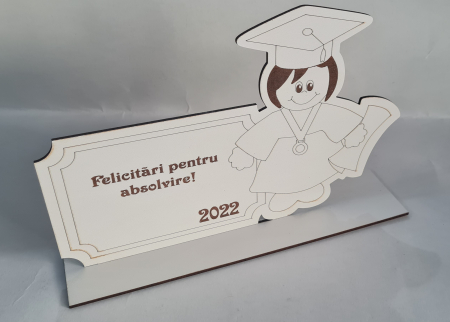 Felicitări pentru
absolvire!
2022